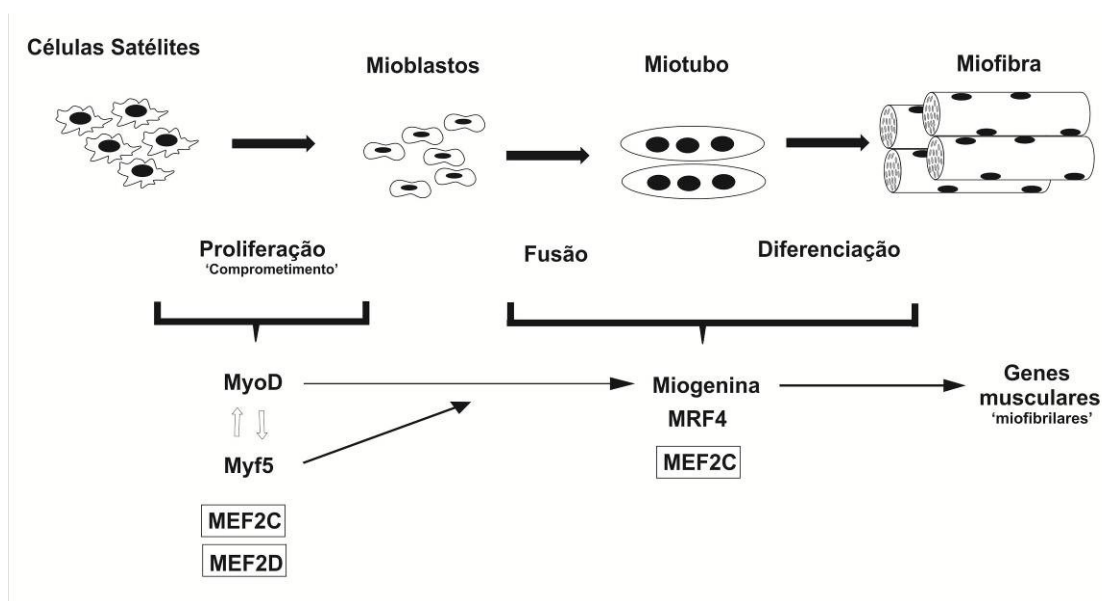 Células Satélites
Mioblastos
Miotubo
Miofibra
Proliferação
'Comprometimento'
Fusão
Diferenciação
MyoD
Miogenina
Genes
musculares
'miofibrilares'
MRF4
Myf5
MEF2C
MEF2C
MEF2D